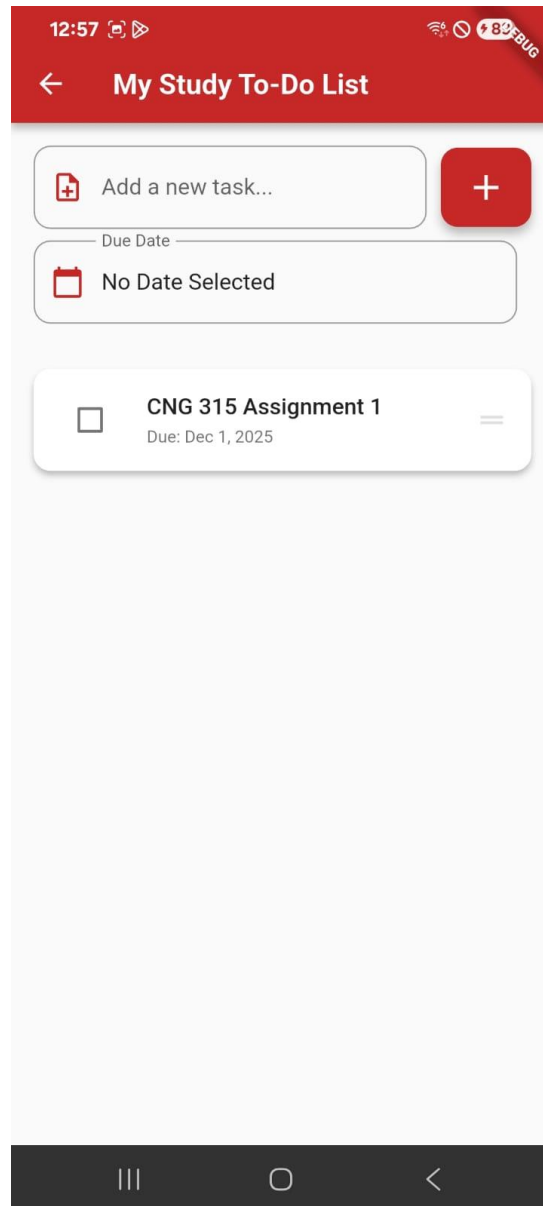 12:57
My Study To-Do List
Add a new task...
Due Date
No Date Selected
CNG 315 Assignment 1
Due: Dec 1, 2025